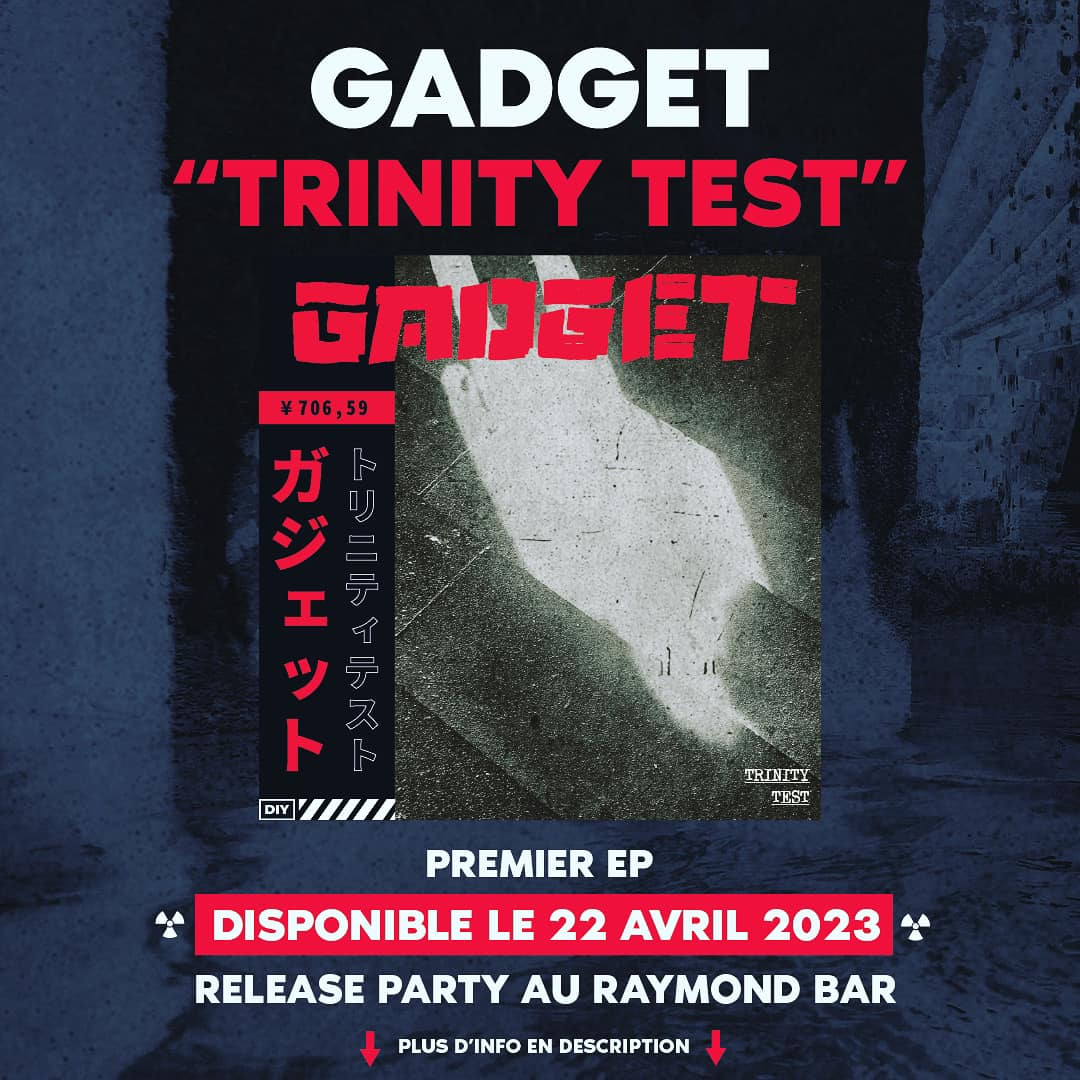 GADGET
“TRINITY TEST”
GADGET
¥706,59
ガジェット
トリニティテスト
TRINITY
TEST
DIY
PREMIER EP
DISPONIBLE LE 22 AVRIL 2023
RELEASE PARTY AU RAYMOND BAR
PLUS D’INFO EN DESCRIPTION